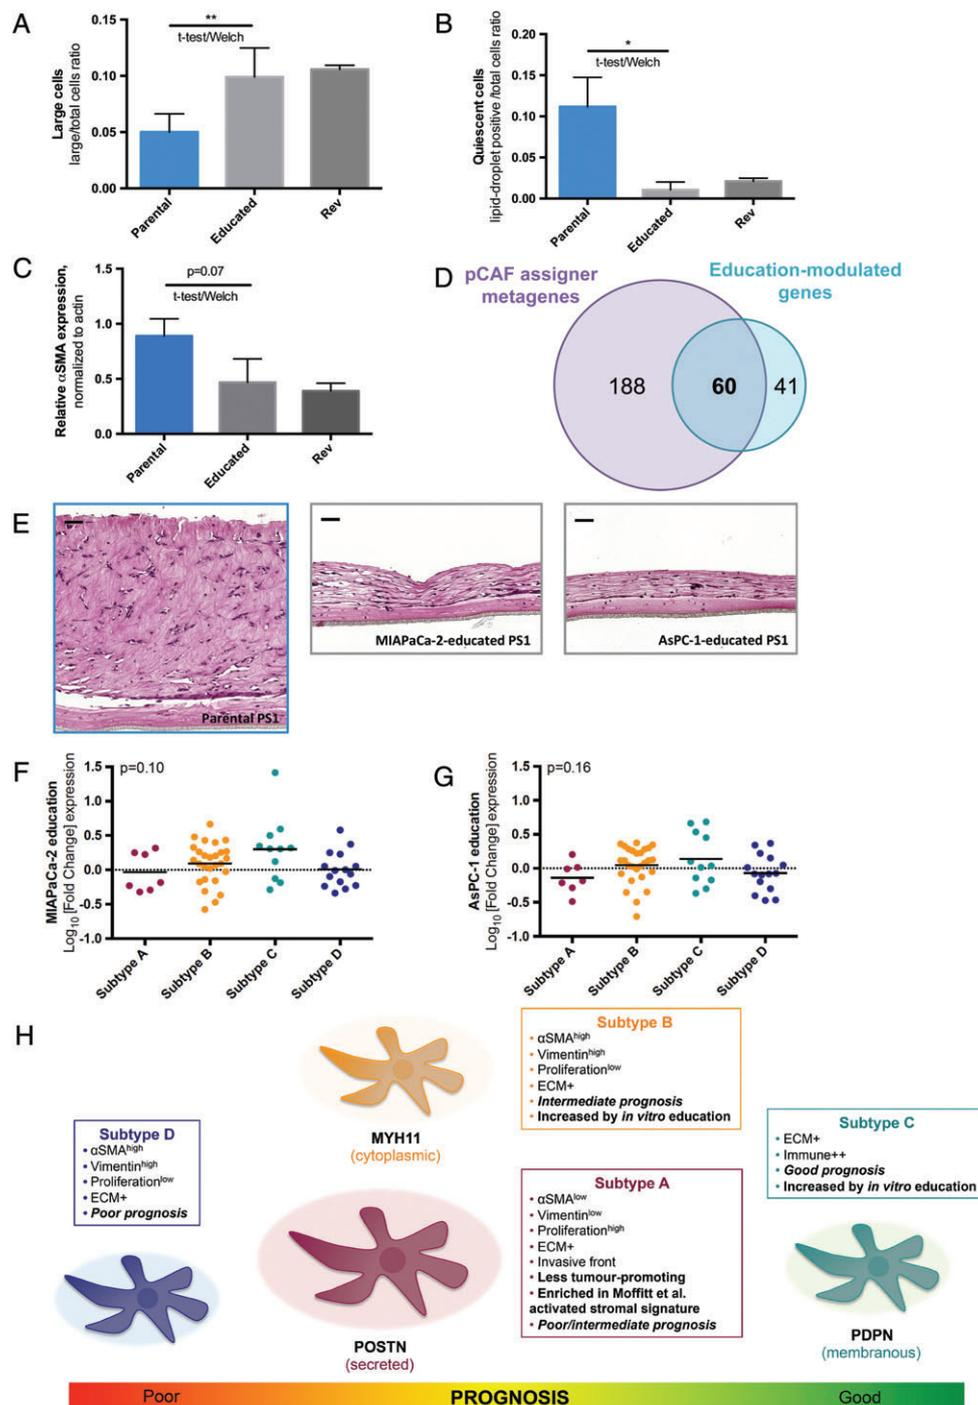 A
Large cells
large/total cells ratio
0.15
0.10
0.05
0.00
**
t-test/Welch
Parental
Educated
Rev
B
Quiescent cells
lipid-droplet positive /total cells ratio
0.20
0.15
0.10
0.05
0.00
*
t-test/Welch
Parental
Educated
Rev
C
Relative αSMA expression,
normalized to actin
1.5
1.0
0.5
0.0
p=0.07
t-test/Welch
Parental
Educated
Rev
D
pCAF assigner
metagenes
Education-modulated
genes
188
60
41
E
Parental PS1
MIAPaCa-2-educated PS1
AsPC-1-educated PS1
F
MIAPaCa-2 education
Log10 [Fold Change] expression
1.5
1.0
0.5
0.0
-0.5
-1.0
p=0.10
Subtype A
Subtype B
Subtype C
Subtype D
G
AsPC-1 education
Log10 [Fold Change] expression
1.5
1.0
0.5
0.0
-0.5
-1.0
p=0.16
Subtype A
Subtype B
Subtype C
Subtype D
H
Subtype D
• αSMAhigh
• Vimentinhigh
• Proliferationlow
• ECM+
• Poor prognosis
MYH11
(cytoplasmic)
Subtype B
• αSMAhigh
• Vimentinhigh
• Proliferationlow
• ECM+
• Intermediate prognosis
• Increased by in vitro education
POSTN
(secreted)
Subtype A
• αSMAlow
• Vimentinlow
• Proliferationhigh
• ECM+
• Invasive front
• Less tumour-promoting
• Enriched in Moffitt et al.
activated stromal signature
• Poor/intermediate prognosis
Subtype C
• ECM+
• Immune++
• Good prognosis
• Increased by in vitro education
PDPN
(membranous)
Poor
PROGNOSIS
Good